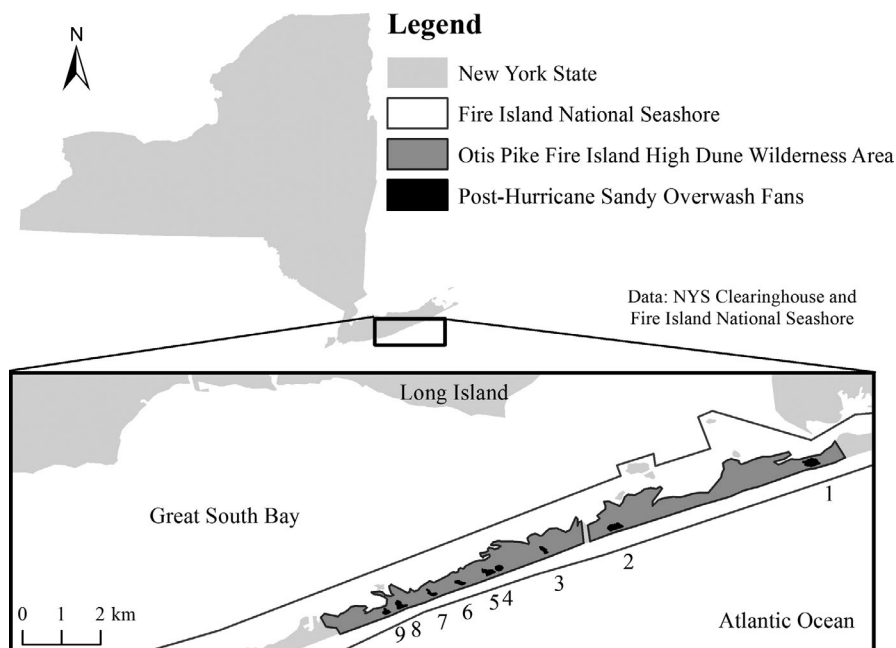 N
Legend
New York State
Fire Island National Seashore
Otis Pike Fire Island High Dune Wilderness Area
Post-Hurricane Sandy Overwash Fans
Data: NYS Clearinghouse and
Fire Island National Seashore
Long Island
Great South Bay
1
2
3
4
5
6
7
8
9
0 1 2 km
Atlantic Ocean